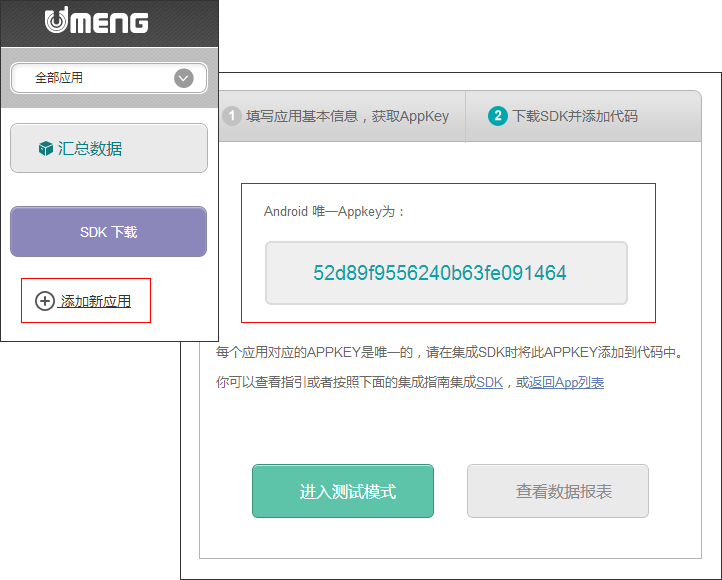 UMENG
全部应用
汇总数据
SDK 下载
添加新应用
1 填写应用基本信息，获取AppKey
2 下载SDK并添加代码
Android 唯一Appkey为：
52d89f9556240b63fe091464
每个应用对应的APPKEY是唯一的，请在集成SDK时将此APPKEY添加到代码中。
你可以查看指引或者按照下面的集成指南集成SDK，或返回App列表
进入测试模式
查看数据报表